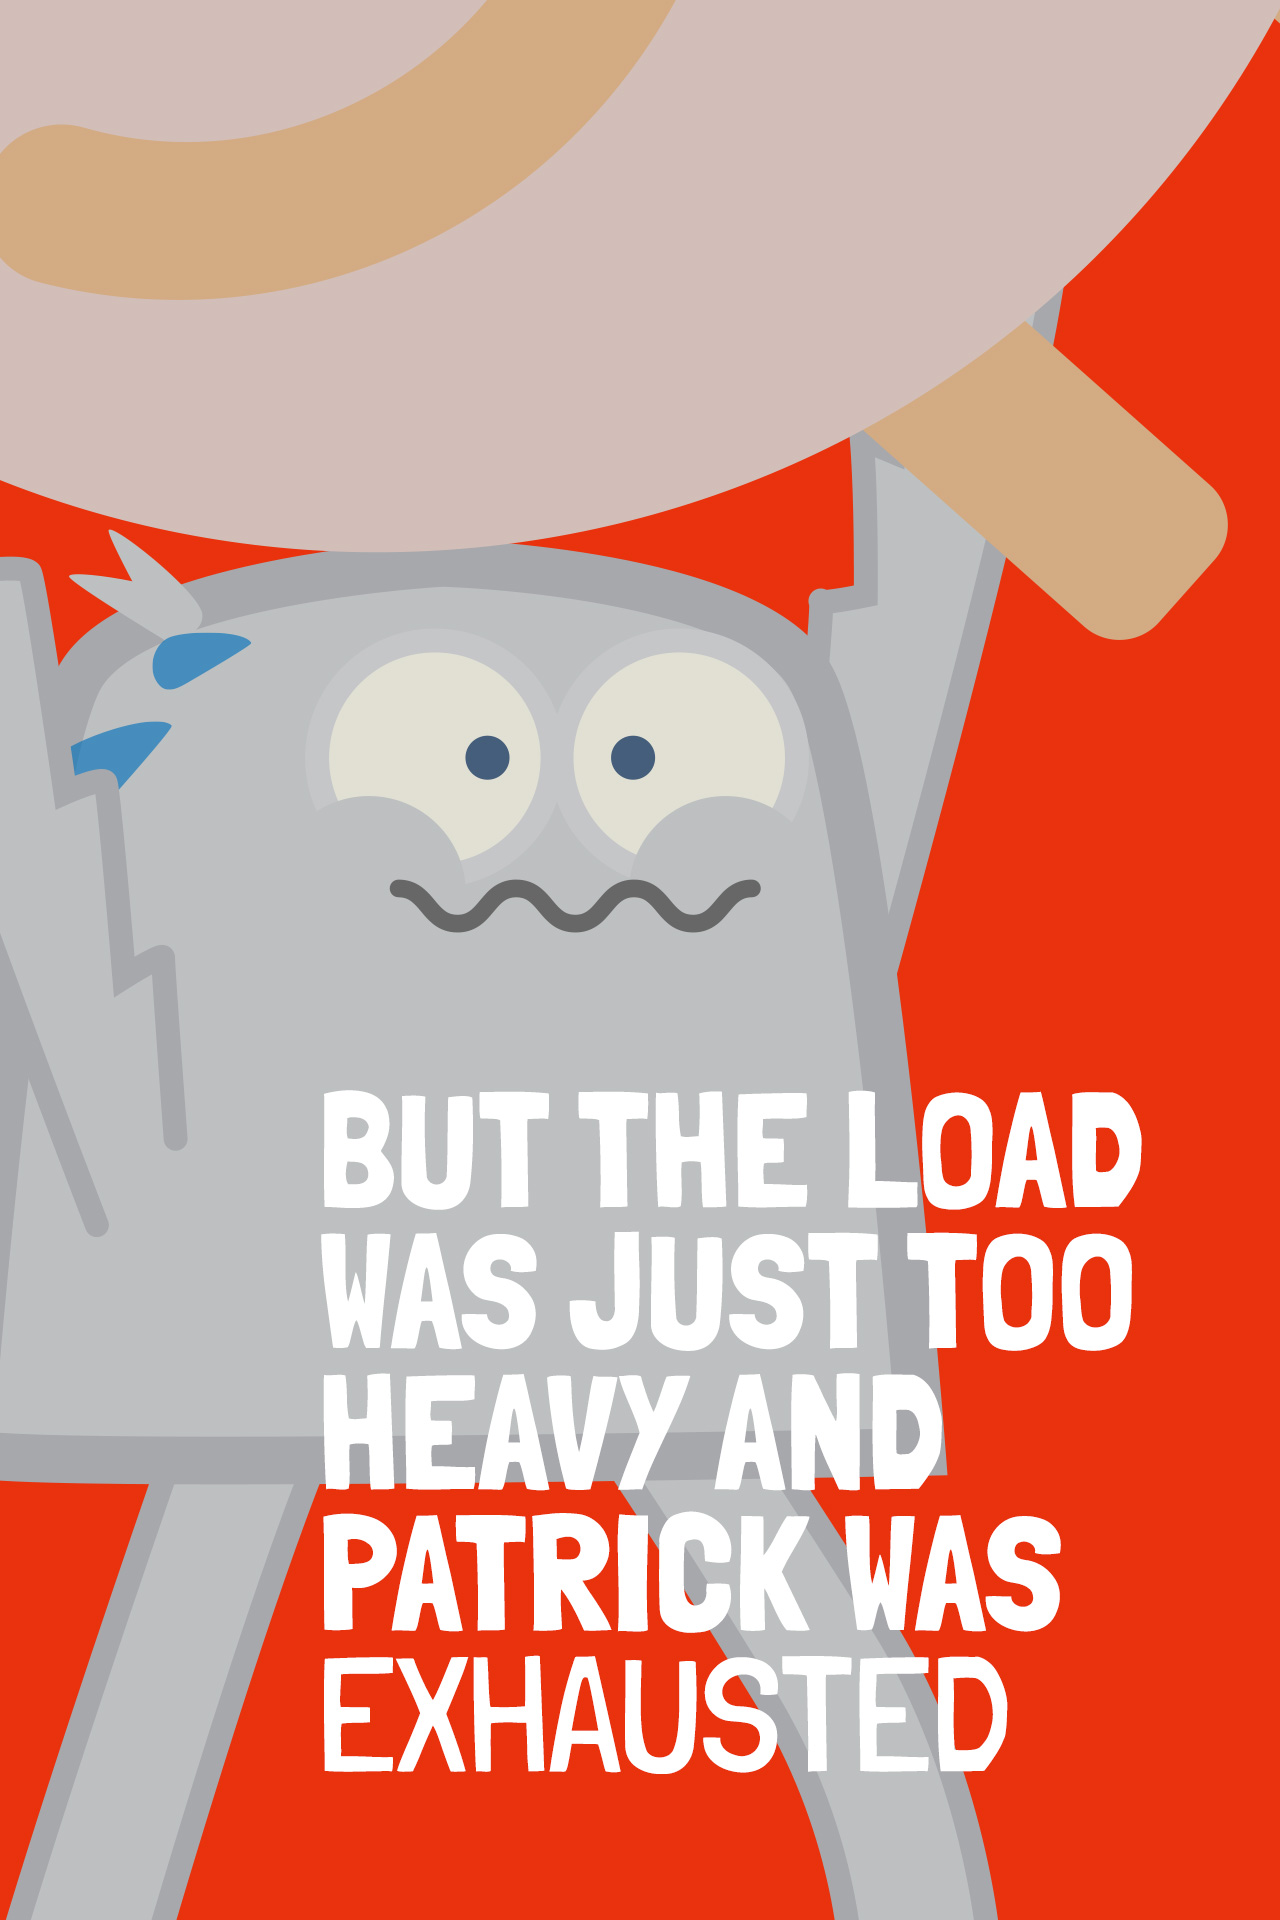 BUT THE LOAD
WAS JUST TOO
HEAVY AND
PATRICK WAS
EXHAUSTED